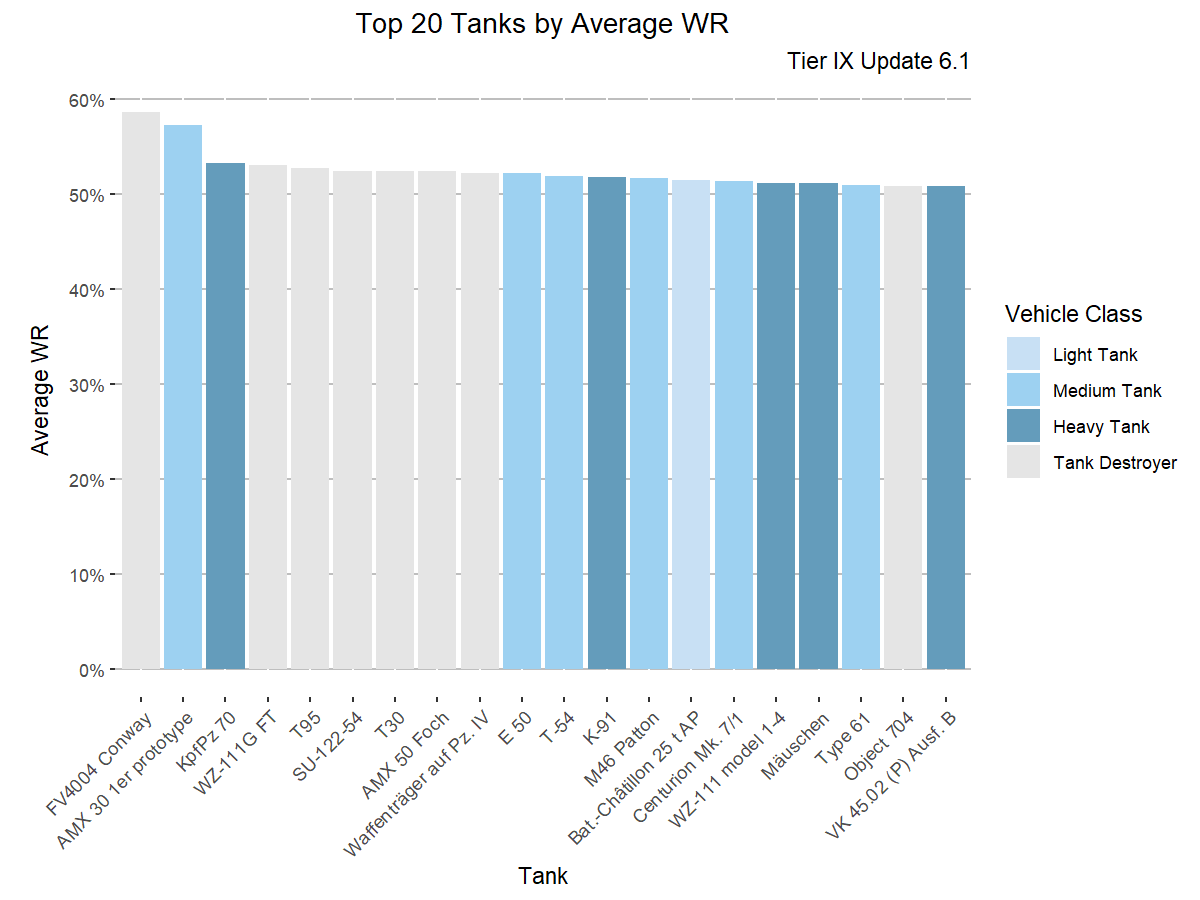 Top 20 Tanks by Average WR
Tier IX Update 6.1
60%
50%
40%
30%
20%
10%
0%
Average WR
FV4004 Conway
AMX 30 1er prototype
KpfPz 70
WZ-111G FT
T95
SU-122-54
T30
AMX 50 Foch
Waffenträger auf Pz. IV
E 50
T-54
K-91
M46 Patton
Bat.-Châtillon 25 t AP
Centurion Mk. 7/1
WZ-111 model 1-4
Mäuschen
Type 61
Object 704
VK 45.02 (P) Ausf. B
Tank
Vehicle Class
Light Tank
Medium Tank
Heavy Tank
Tank Destroyer